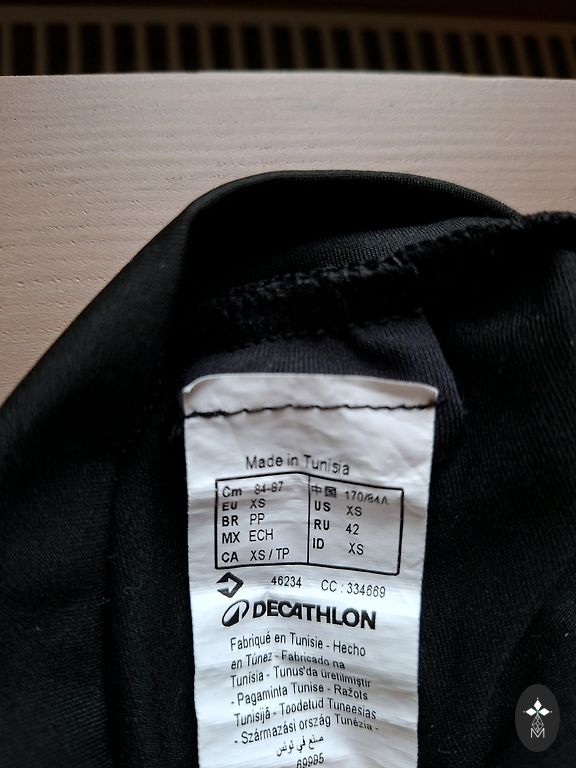 Made in Tunisia
Cm 84-87 中国 170/84A
EU XS US XS
BR PP RU 42
MX ECH ID XS
CA XS / TP
46234 CC : 334669
DECATHLON
Fabriqué en Tunisie - Hecho
en Túnez - Fabricado na
Tunísia - Tunus'da üretilmiştir
- Pagaminta Tunise - Ražots
Tunisijā - Toodetud Tuneesias
- Származási ország Tunézia -
صنع في تونس
69995
M